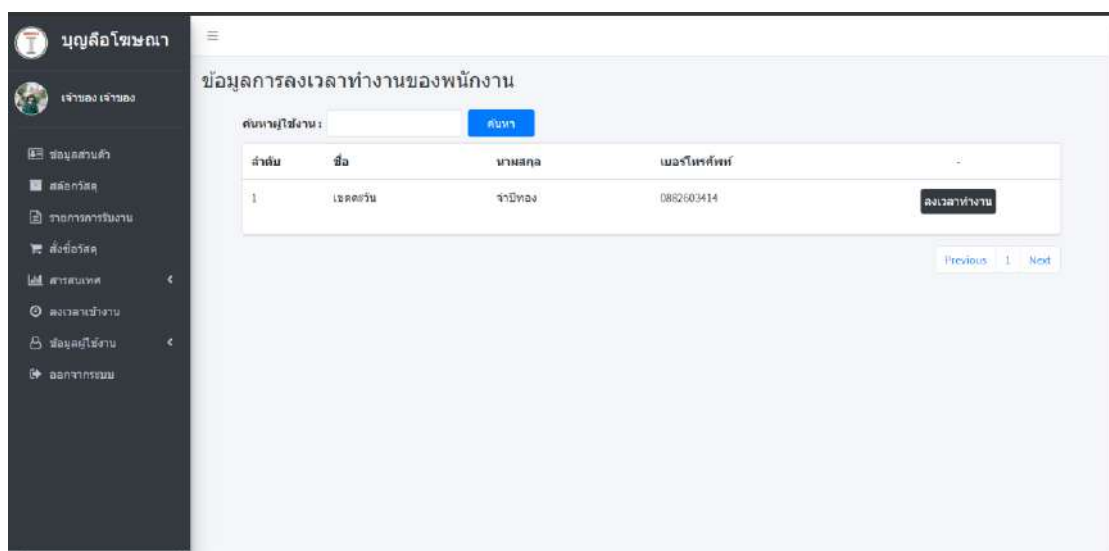 บุญลือโฆษณา
เจ้าของ เจ้าของ
ข้อมูลส่วนตัว
สต๊อกวัสดุ
รายการการรับงาน
สั่งซื้อวัสดุ
สารสนเทศ
ลงเวลาเข้างาน
ข้อมูลผู้ใช้งาน
ออกจากระบบ
ข้อมูลการลงเวลาทำงานของพนักงาน
ค้นหาผู้ใช้งาน : ค้นหา
ลำดับ ชื่อ นามสกุล เบอร์โทรศัพท์ -
1 เขตตะวัน จำปีทอง 0882603414 ลงเวลาทำงาน
Previous 1 Next